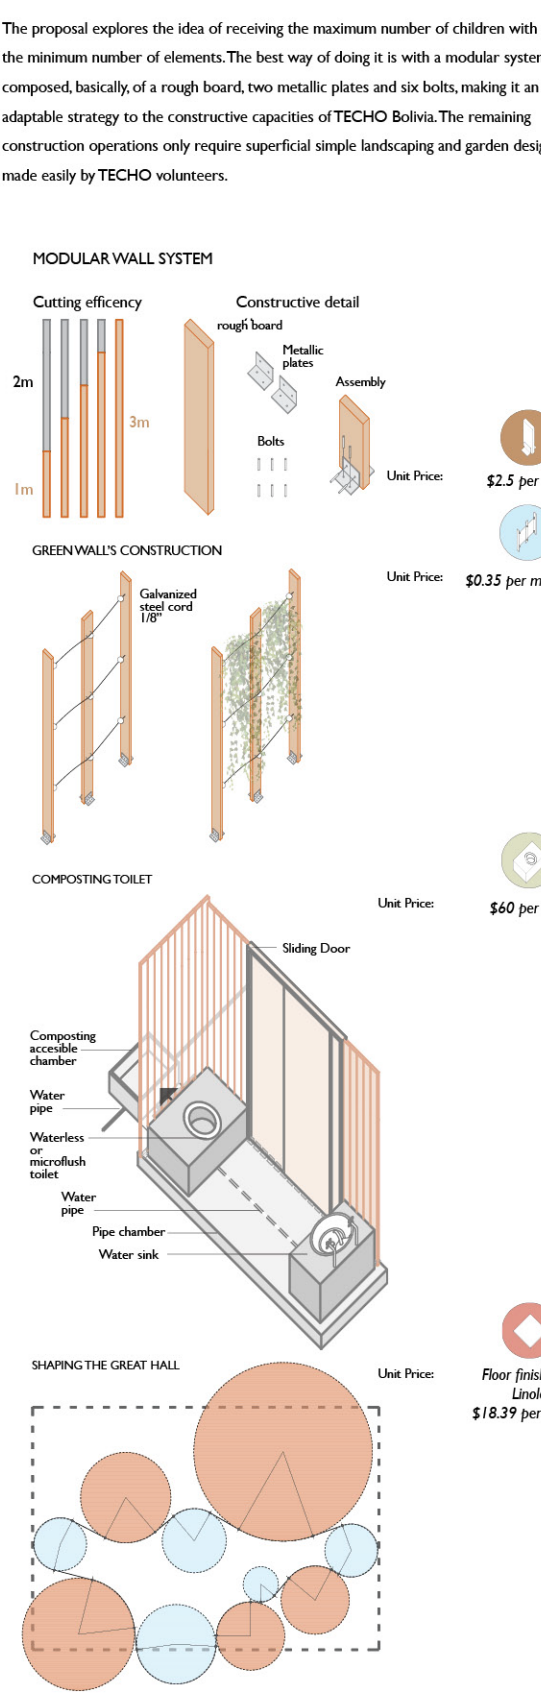 The proposal explores the idea of receiving the maximum number of children with
the minimum number of elements. The best way of doing it is with a modular system
composed, basically, of a rough board, two metallic plates and six bolts, making it an
adaptable strategy to the constructive capacities of TECHO Bolivia. The remaining
construction operations only require superficial simple landscaping and garden desig
made easily by TECHO volunteers.
MODULAR WALL SYSTEM
Cutting efficency
Constructive detail
rough board
Metallic
plates
2m
Assembly
3m
Bolts
1m
Unit Price:
$2.5 per
GREEN WALL'S CONSTRUCTION
Unit Price:
$0.35 per m
Galvanized
steel cord
1/8"
COMPOSTING TOILET
Unit Price:
$60 per
Sliding Door
Composting
accesible
chamber
Water
pipe
Waterless
or
microflush
toilet
Water
pipe
Pipe chamber
Water sink
SHAPING THE GREAT HALL
Unit Price:
Floor finis
Linol
$18.39 per